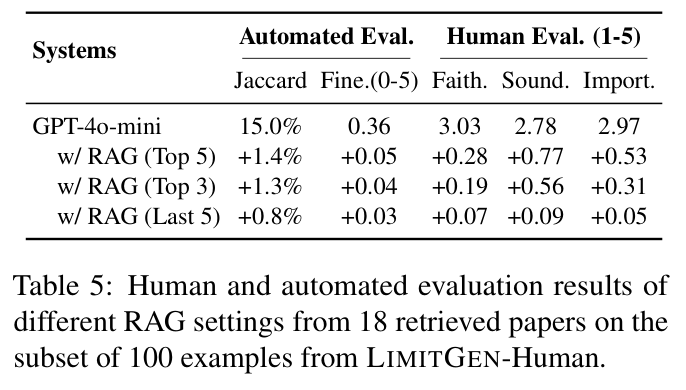 Systems Automated Eval. Human Eval. (1-5)
Jaccard Fine.(0-5) Faith. Sound. Import.
GPT-4o-mini 15.0% 0.36 3.03 2.78 2.97
w/ RAG (Top 5) +1.4% +0.05 +0.28 +0.77 +0.53
w/ RAG (Top 3) +1.3% +0.04 +0.19 +0.56 +0.31
w/ RAG (Last 5) +0.8% +0.03 +0.07 +0.09 +0.05
Table 5: Human and automated evaluation results of
different RAG settings from 18 retrieved papers on the
subset of 100 examples from LIMITGEN-Human.